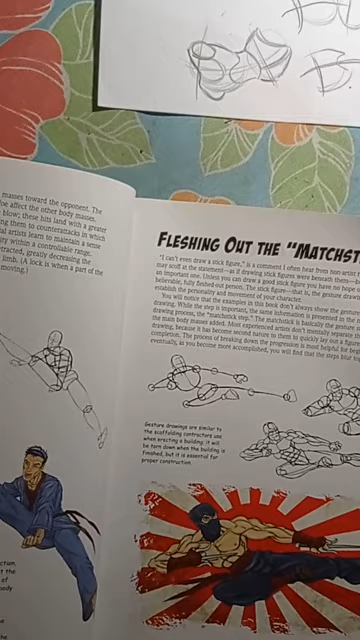 masses toward the opponent. The
affect the other body masses,
blow; these hits land with a greater
ing them to counterattacks in which
ial artists learn to maintain a sense
ity within a controllable range.
tracted, greatly decreasing the
limb. (A lock is when a part of
moving.)
FLESHING OUT THE "MATCHST
"I can't even draw a stick figure," is a comment I often hear from non-artist
may scoff at the statement—as if drawing stick figures were beneath them—b
an important one. Unless you can draw a good stick figure you have no hope
believable, fully fleshed-out person. The stick figure—that is, the gesture draw
establish the personality and movement of your character.
You will notice that the examples in this book don't always show the gesture
drawing. While the step is important, the same information is presented in the
drawing process, the "matchstick step." The matchstick is basically the gesture
the main body masses added. Most experienced artists don't mentally separate
drawing, because it has become second nature to them to quickly lay out a figure
completion. The process of breaking down the progression is most helpful for
eventually, as you become more accomplished, you will find that the steps blur
Gesture drawings are similar to
the scaffolding contractors use
when erecting a building. It will
be torn down when the building is
finished, but it is essential for
proper construction.
ction,
t the
of
body